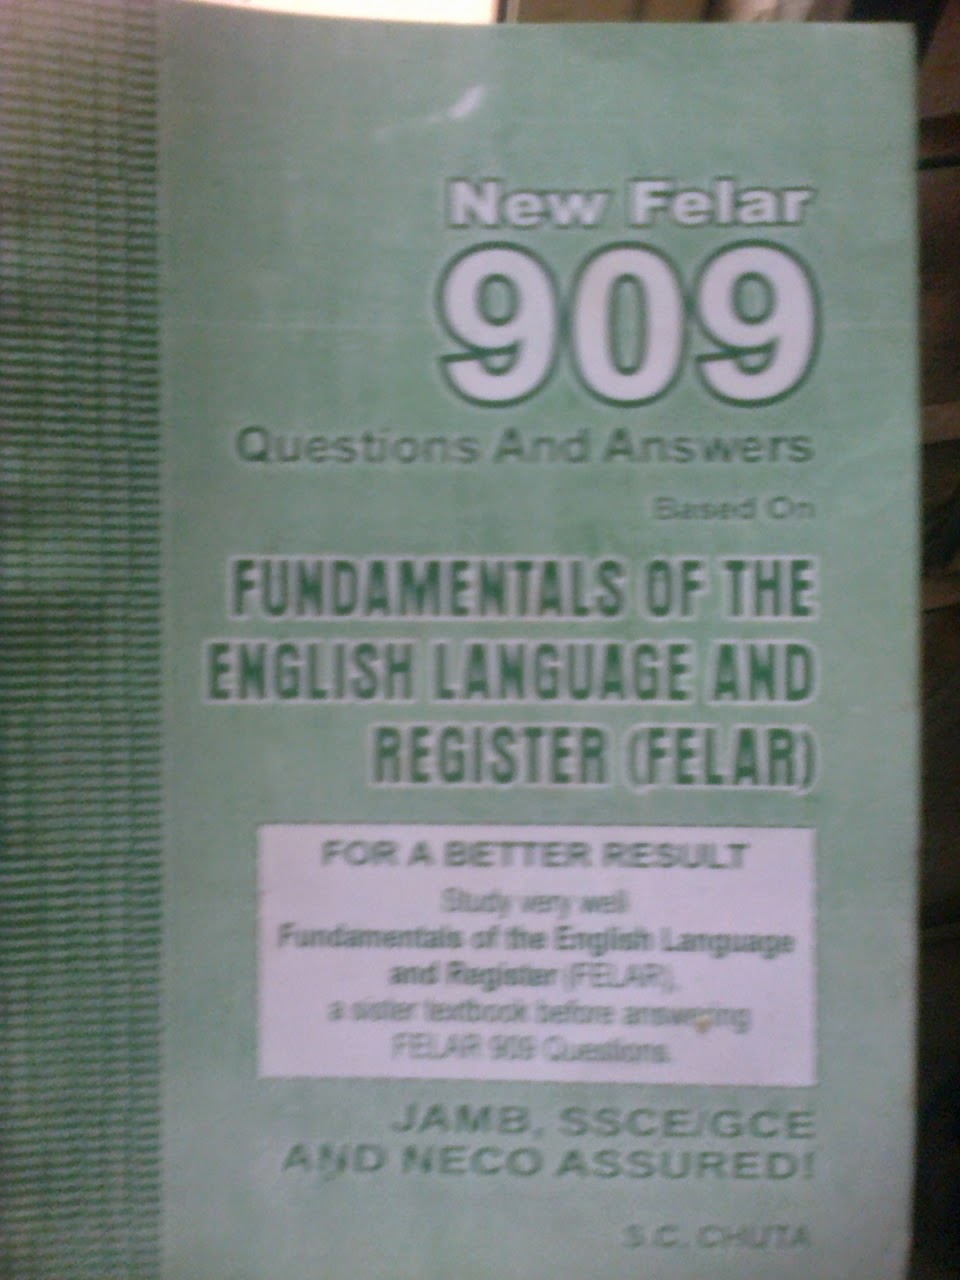 New Felar
909
Questions And Answers
Based On
FUNDAMENTALS OF THE
ENGLISH LANGUAGE AND
REGISTER (FELAR)
FOR A BETTER RESULT
Study very well
Fundamentals of the English Language
and Register (FELAR),
a sister textbook before answering
FELAR 909 Questions.
JAMB, SSCE/GCE
AND NECO ASSURED!
S.C. CHUTA